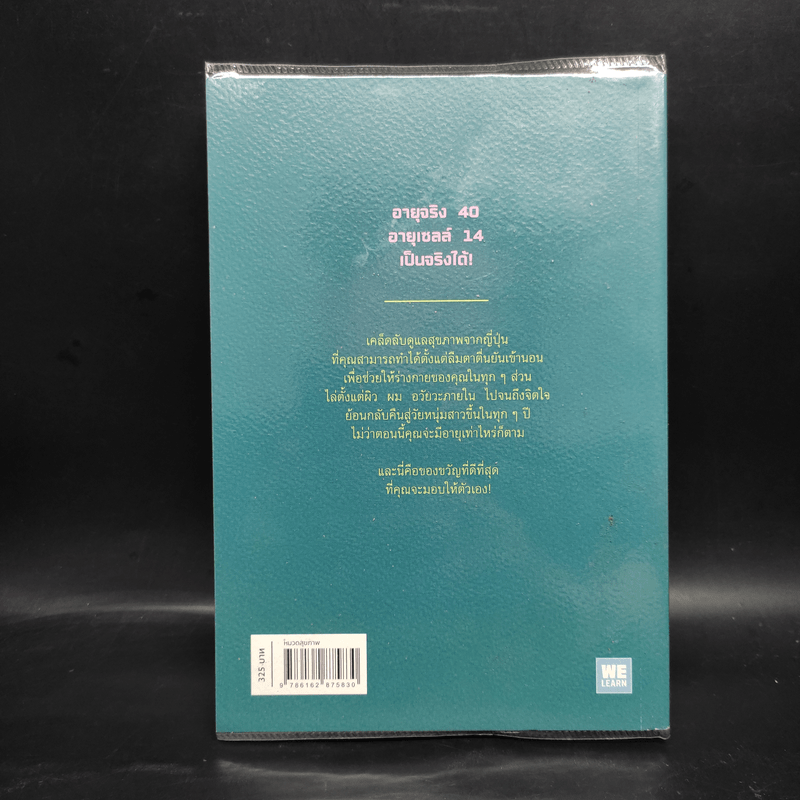 อายุจริง 40
อายุเซลล์ 14
เป็นจริงได้!
เคล็ดลับดูแลสุขภาพจากญี่ปุ่น
ที่คุณสามารถทำได้ตั้งแต่ลืมตาตื่นยันเข้านอน
เพื่อช่วยให้ร่างกายของคุณในทุก ๆ ส่วน
ไล่ตั้งแต่ผิว ผม อวัยวะภายใน ไปจนถึงจิตใจ
ย้อนกลับคืนสู่วัยหนุ่มสาวขึ้นในทุก ๆ ปี
ไม่ว่าตอนนี้คุณจะมีอายุเท่าไหร่ก็ตาม
และนี่คือของขวัญที่ดีที่สุด
ที่คุณจะมอบให้ตัวเอง!
หมวดสุขภาพ
325 บาท
9 786162 875830
WE
LEARN